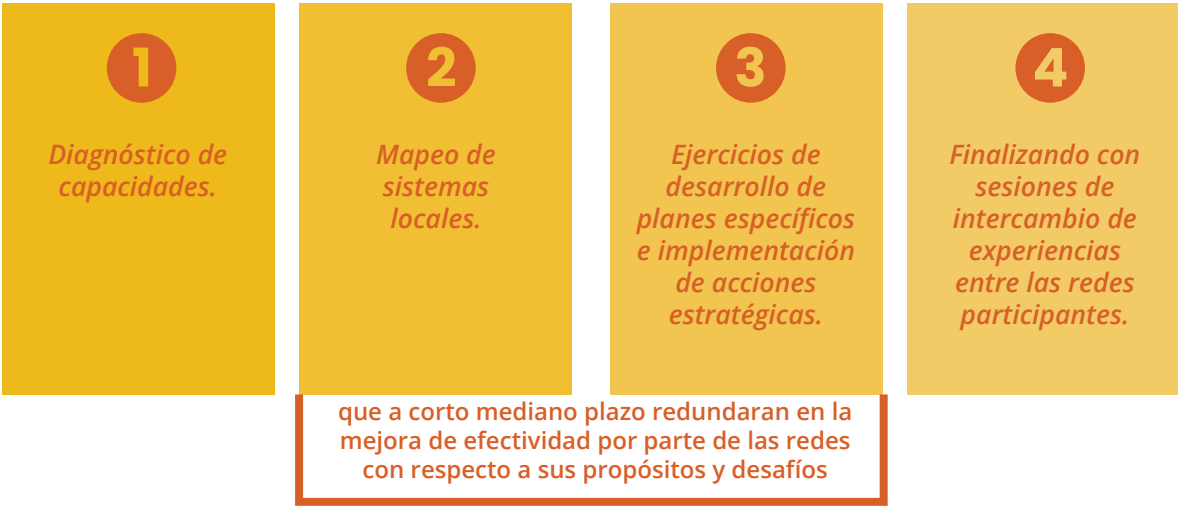 1
Diagnóstico de
capacidades.
2
Mapeo de
sistemas
locales.
3
Ejercicios de
desarrollo de
planes específicos
e implementación
de acciones
estratégicas.
4
Finalizando con
sesiones de
intercambio de
experiencias
entre las redes
participantes.
que a corto mediano plazo redundaran en la
mejora de efectividad por parte de las redes
con respecto a sus propósitos y desafíos